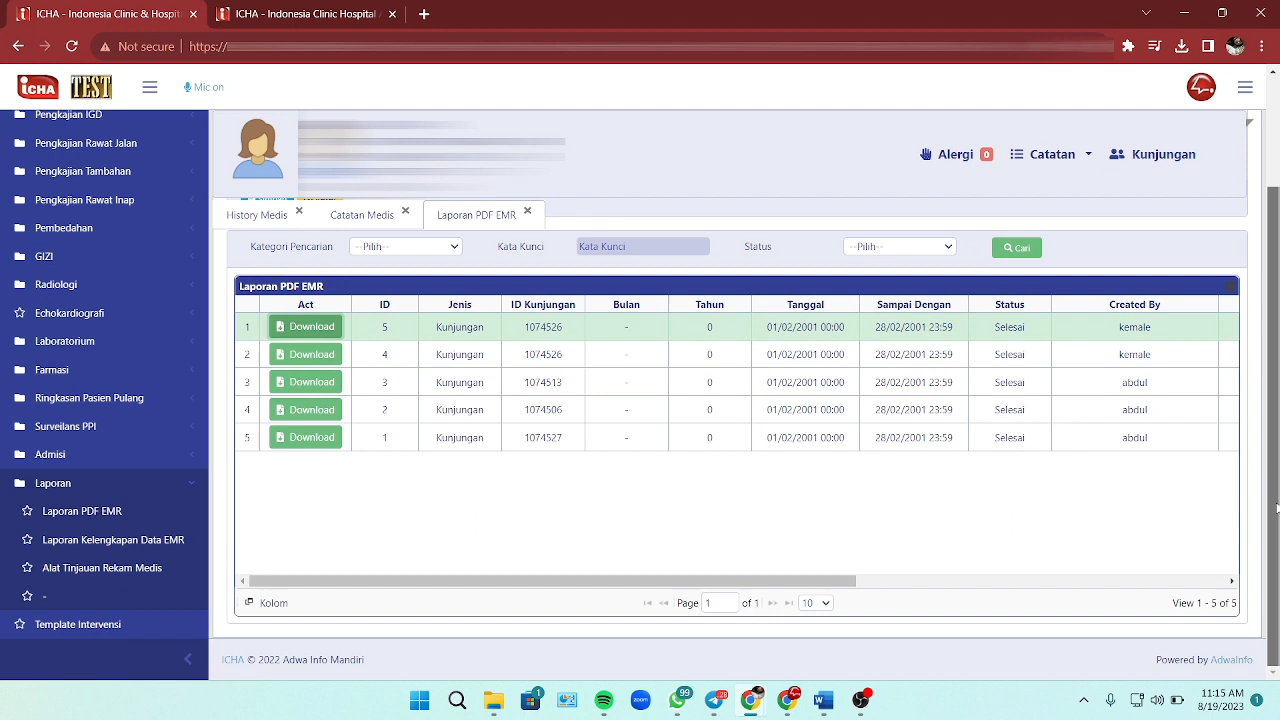 ICHA - Indonesia Clinic Hospital
ICHA - Indonesia Clinic Hospital
Not secure
https://
iCHA
TEST
Mic on
Pengkajian IGD
Pengkajian Rawat Jalan
Pengkajian Tambahan
Pengkajian Rawat Inap
Pembedahan
GIZI
Radiologi
Echokardiografi
Laboratorium
Farmasi
Ringkasan Pasien Pulang
Surveilans PPI
Admisi
Laporan
Laporan PDF EMR
Laporan Kelengkapan Data EMR
Alat Tinjauan Rekam Medis
-
Template Intervensi
Alergi 0 Catatan Kunjungan
History Medis Catatan Medis Laporan PDF EMR
Kategori Pencarian --Pilih-- Kata Kunci Kata Kunci Status --Pilih-- Cari
Laporan PDF EMR
Act ID Jenis ID Kunjungan Bulan Tahun Tanggal Sampai Dengan Status Created By
1 Download 5 Kunjungan 1074526 - 0 01/02/2001 00:00 28/02/2001 23:59 Selesai kemale
2 Download 4 Kunjungan 1074526 - 0 01/02/2001 00:00 28/02/2001 23:59 Selesai kemale
3 Download 3 Kunjungan 1074513 - 0 01/02/2001 00:00 28/02/2001 23:59 Selesai abdul
4 Download 2 Kunjungan 1074506 - 0 01/02/2001 00:00 28/02/2001 23:59 Selesai abdul
5 Download 1 Kunjungan 1074527 - 0 01/02/2001 00:00 28/02/2001 23:59 Selesai abdul
Kolom Page 1 of 1 10 View 1 - 5 of 5
ICHA © 2022 Adwa Info Mandiri Powered by AdwaInfo
1 zoom 99 28 11:15 AM
8/19/2023 1